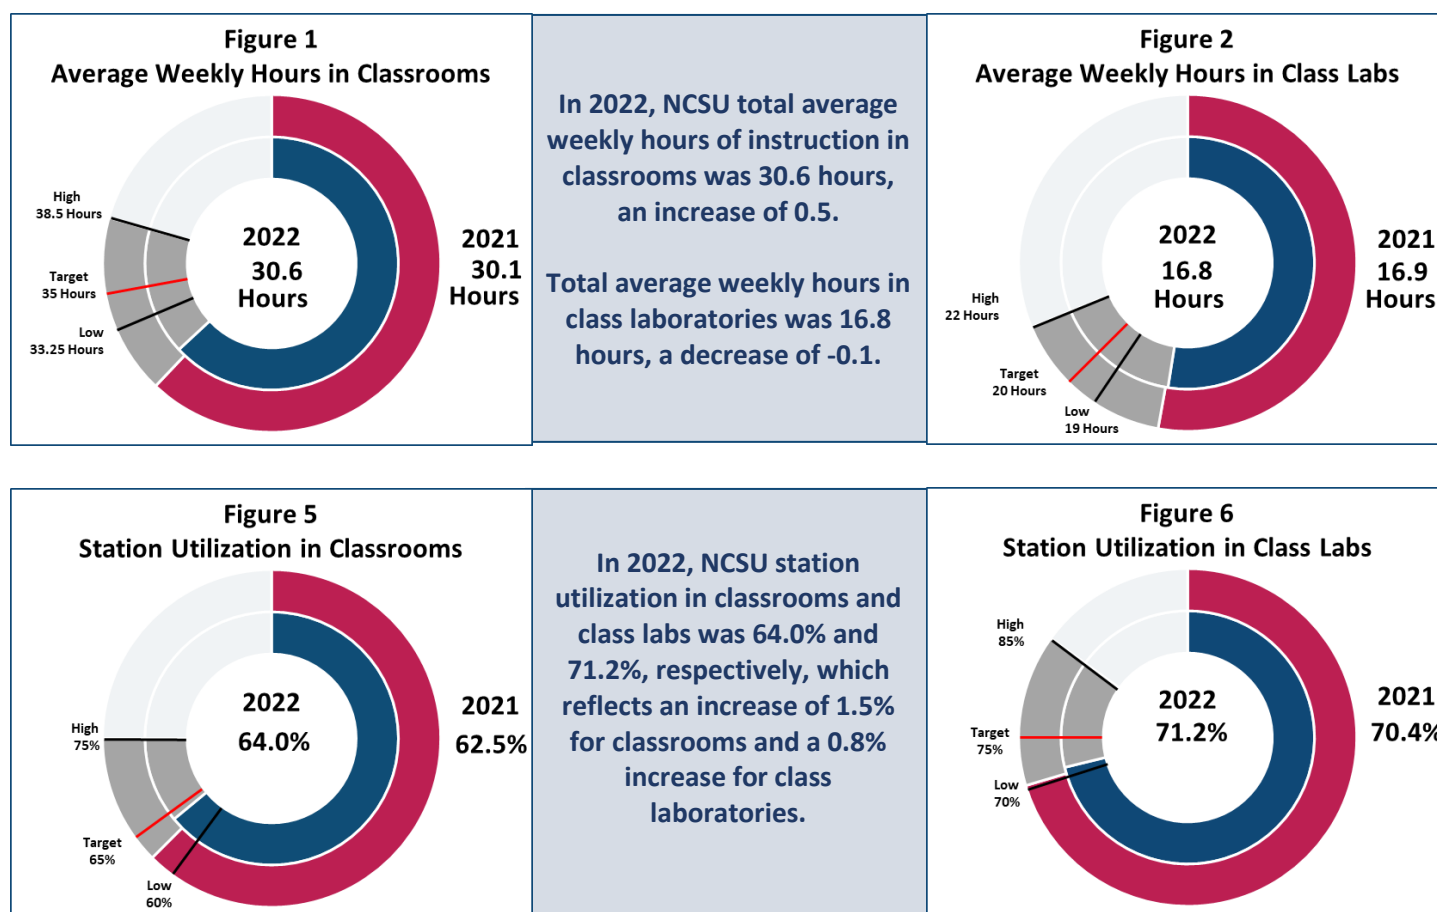 Figure 1
Average Weekly Hours in Classrooms
High
38.5 Hours
Target
35 Hours
Low
33.25 Hours
2022
30.6
Hours
2021
30.1
Hours
In 2022, NCSU total average
weekly hours of instruction in
classrooms was 30.6 hours,
an increase of 0.5.
Total average weekly hours in
class laboratories was 16.8
hours, a decrease of -0.1.
Figure 2
Average Weekly Hours in Class Labs
High
22 Hours
Target
20 Hours
Low
19 Hours
2022
16.8
Hours
2021
16.9
Hours
Figure 5
Station Utilization in Classrooms
High
75%
Target
65%
Low
60%
2022
64.0%
2021
62.5%
In 2022, NCSU station
utilization in classrooms and
class labs was 64.0% and
71.2%, respectively, which
reflects an increase of 1.5%
for classrooms and a 0.8%
increase for class
laboratories.
Figure 6
Station Utilization in Class Labs
High
85%
Target
75%
Low
70%
2022
71.2%
2021
70.4%